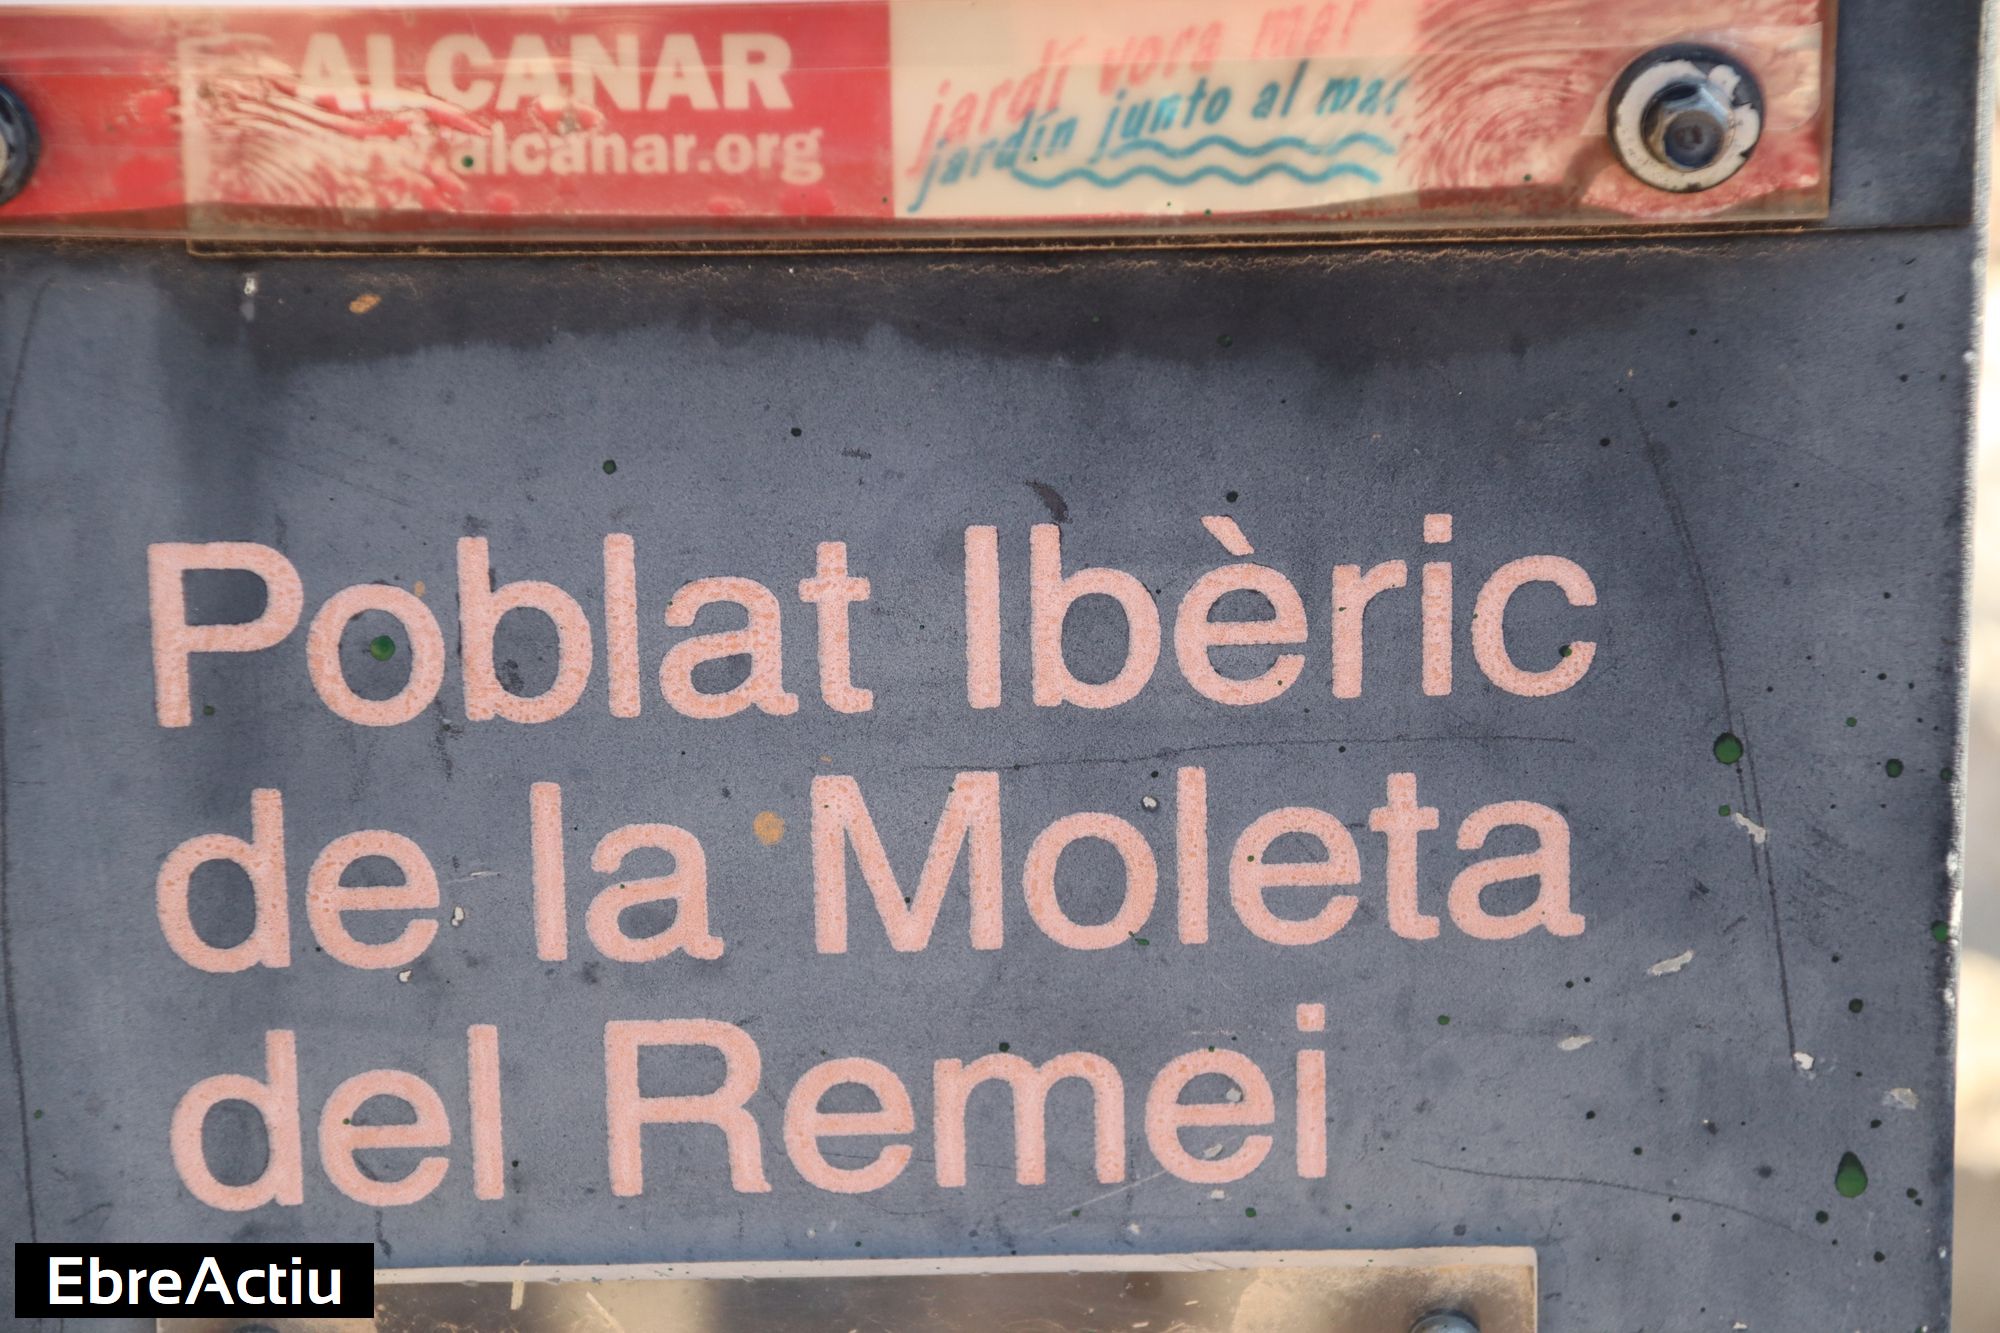 ALCANAR
www.alcanar.org
jardí vora mar
jardín junto al mar
Poblat Ibèric
de la Moleta
del Remei
EbreActiu